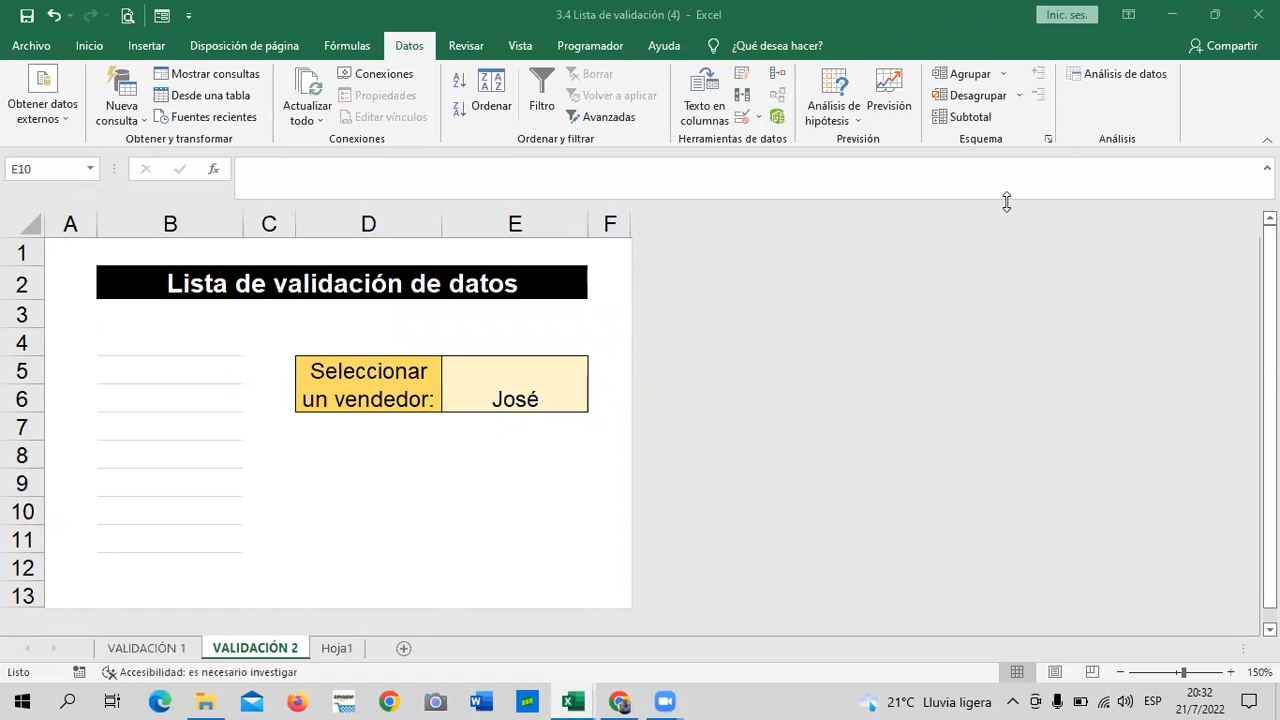 3.4 Lista de validación (4) - Excel
Inic. ses.
Archivo Inicio Insertar Disposición de página Fórmulas Datos Revisar Vista Programador Ayuda ¿Qué desea hacer? Compartir
Obtener datos externos
Nueva consulta
Mostrar consultas
Desde una tabla
Fuentes recientes
Obtener y transformar
Actualizar todo
Conexiones
Propiedades
Editar vínculos
Conexiones
Ordenar
Filtro
Borrar
Volver a aplicar
Avanzadas
Ordenar y filtrar
Texto en columnas
Herramientas de datos
Análisis de hipótesis
Previsión
Previsión
Agrupar
Desagrupar
Subtotal
Esquema
Análisis de datos
Análisis
E10
fx
A B C D E F
1
2 Lista de validación de datos
3
4
5 Seleccionar
6 un vendedor: José
7
8
9
10
11
12
13
VALIDACIÓN 1 VALIDACIÓN 2 Hoja1
Listo Accesibilidad: es necesario investigar 150%
21°C Lluvia ligera ESP 20:32
21/7/2022